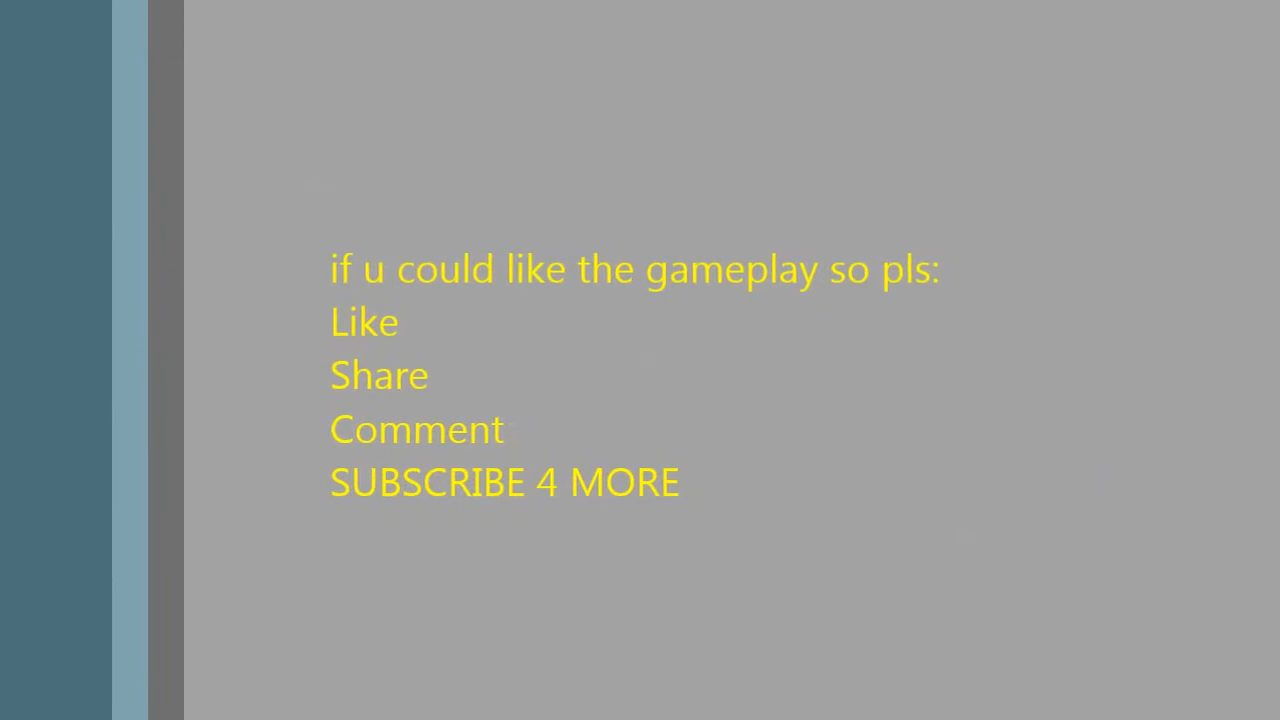 if u could like the gameplay so pls:
Like
Share
Comment
SUBSCRIBE 4 MORE